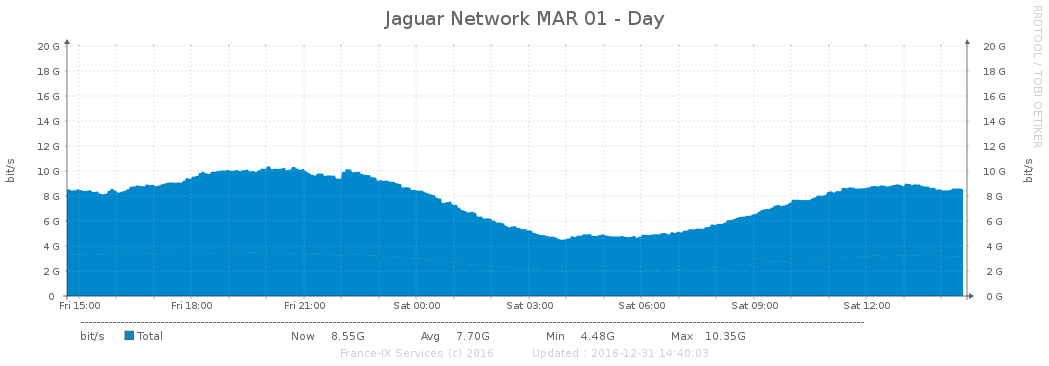 Jaguar Network MAR 01 - Day
RRDTOOL / TOBI OETIKER
bit/s
bit/s
20 G 20 G
18 G 18 G
16 G 16 G
14 G 14 G
12 G 12 G
10 G 10 G
8 G 8 G
6 G 6 G
4 G 4 G
2 G 2 G
0 0 G
Fri 15:00 Fri 18:00 Fri 21:00 Sat 00:00 Sat 03:00 Sat 06:00 Sat 09:00 Sat 12:00
bit/s Total Now 8.55G Avg 7.70G Min 4.48G Max 10.35G
France-IX Services (c) 2016 Updated : 2016-12-31 14:40:03